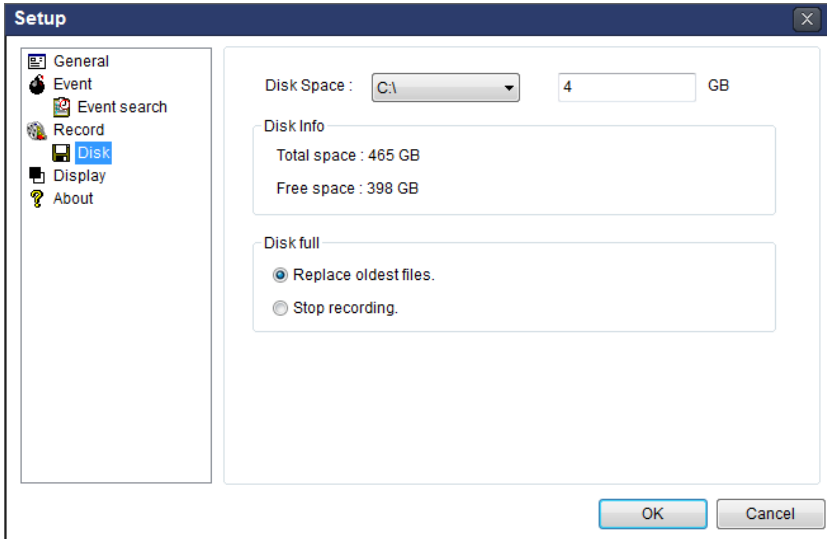 Setup
General
Event
Event search
Record
Disk
Display
About
Disk Space : C:\ 4 GB
Disk Info
Total space : 465 GB
Free space : 398 GB
Disk full
Replace oldest files.
Stop recording.
OK Cancel